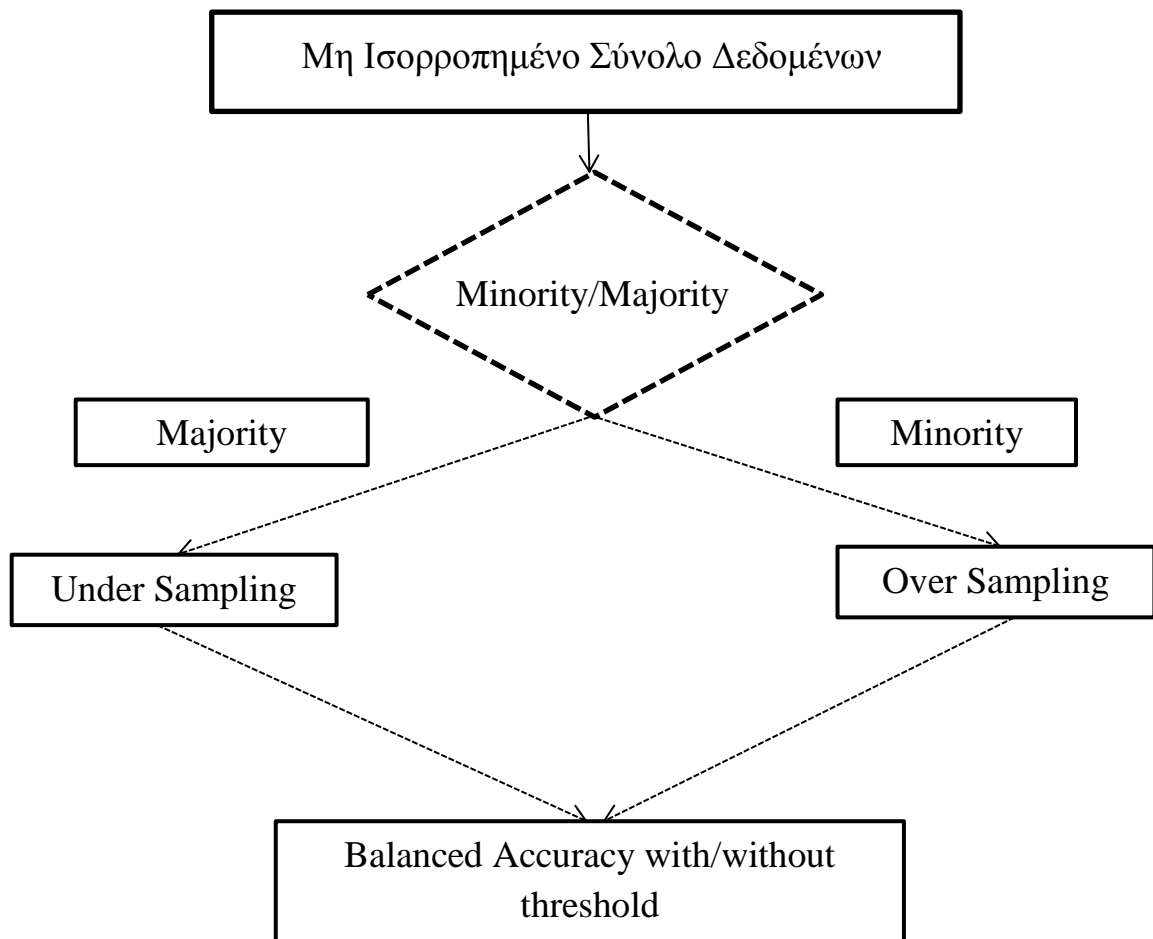 Μη Ισορροπημένο Σύνολο Δεδομένων
Minority/Majority
Majority
Minority
Under Sampling
Over Sampling
Balanced Accuracy with/without
threshold